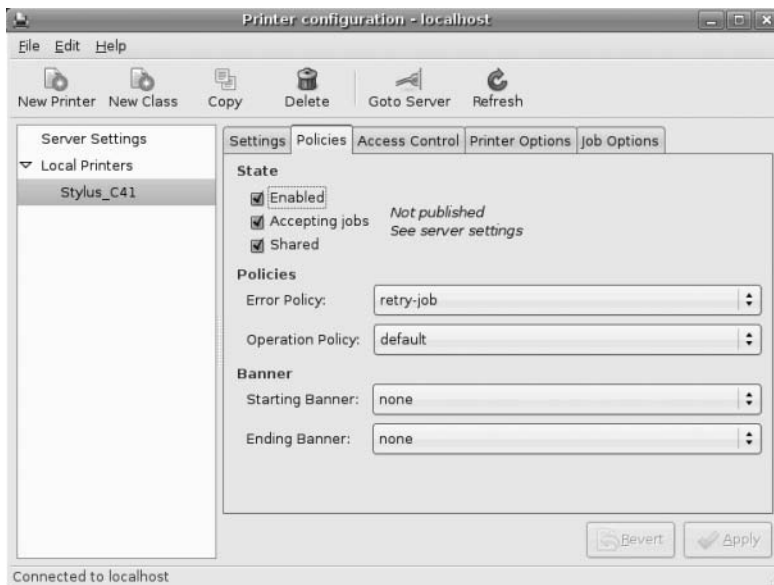 Printer configuration - localhost
File Edit Help
New Printer New Class Copy Delete Goto Server Refresh
Server Settings
Local Printers
Stylus_C41
Settings Policies Access Control Printer Options Job Options
State
Enabled
Accepting jobs
Shared
Not published
See server settings
Policies
Error Policy: retry-job
Operation Policy: default
Banner
Starting Banner: none
Ending Banner: none
Revert Apply
Connected to localhost